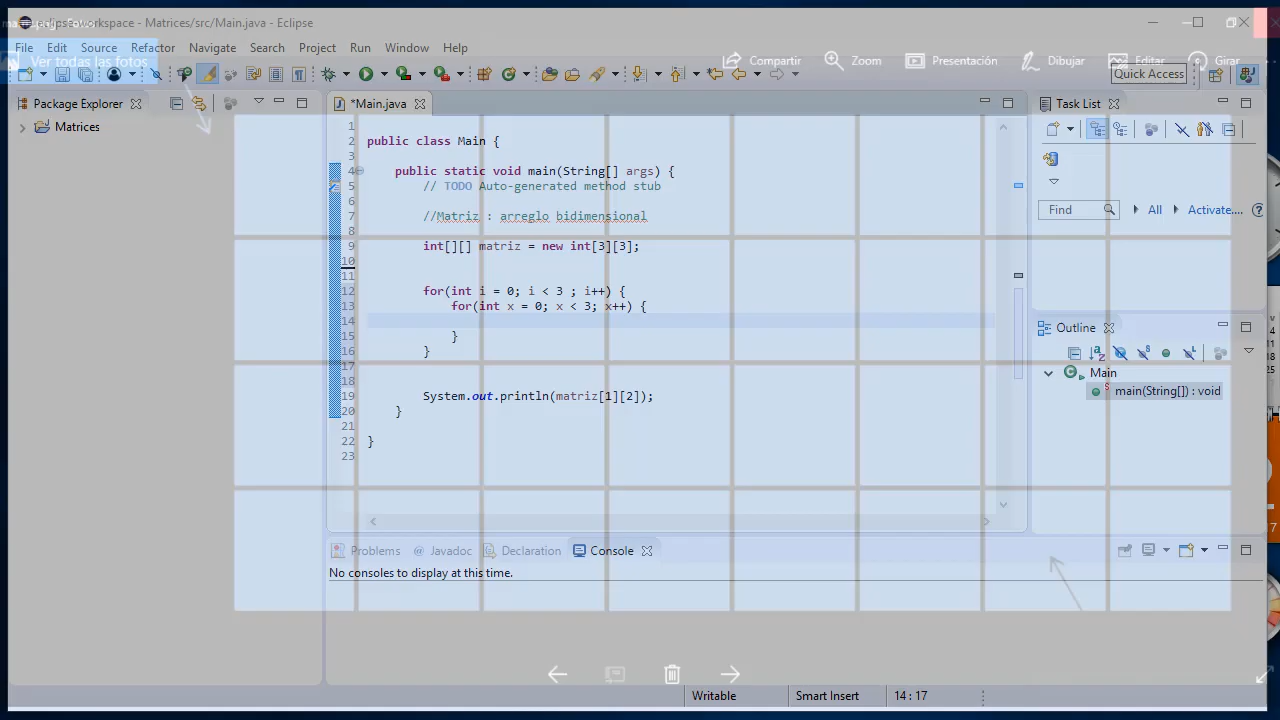 eclipse-workspace - Matrices/src/Main.java - Eclipse
File Edit Source Refactor Navigate Search Project Run Window Help
Ver todas las fotos
Compartir Zoom Presentación Dibujar Editar Girar
Quick Access
Package Explorer
*Main.java
Task List
Matrices
1
2 public class Main {
3
4 public static void main(String[] args) {
5 // TODO Auto-generated method stub
6
7 //Matriz : arreglo bidimensional
8
9 int[][] matriz = new int[3][3];
10
11
12 for(int i = 0; i < 3 ; i++) {
13 for(int x = 0; x < 3; x++) {
14
15 }
16 }
17
18
19 System.out.println(matriz[1][2]);
20 }
21
22 }
23
Find All Activate....
Outline
Main
main(String[]) : void
Problems @ Javadoc Declaration Console
No consoles to display at this time.
Writable Smart Insert 14 : 17